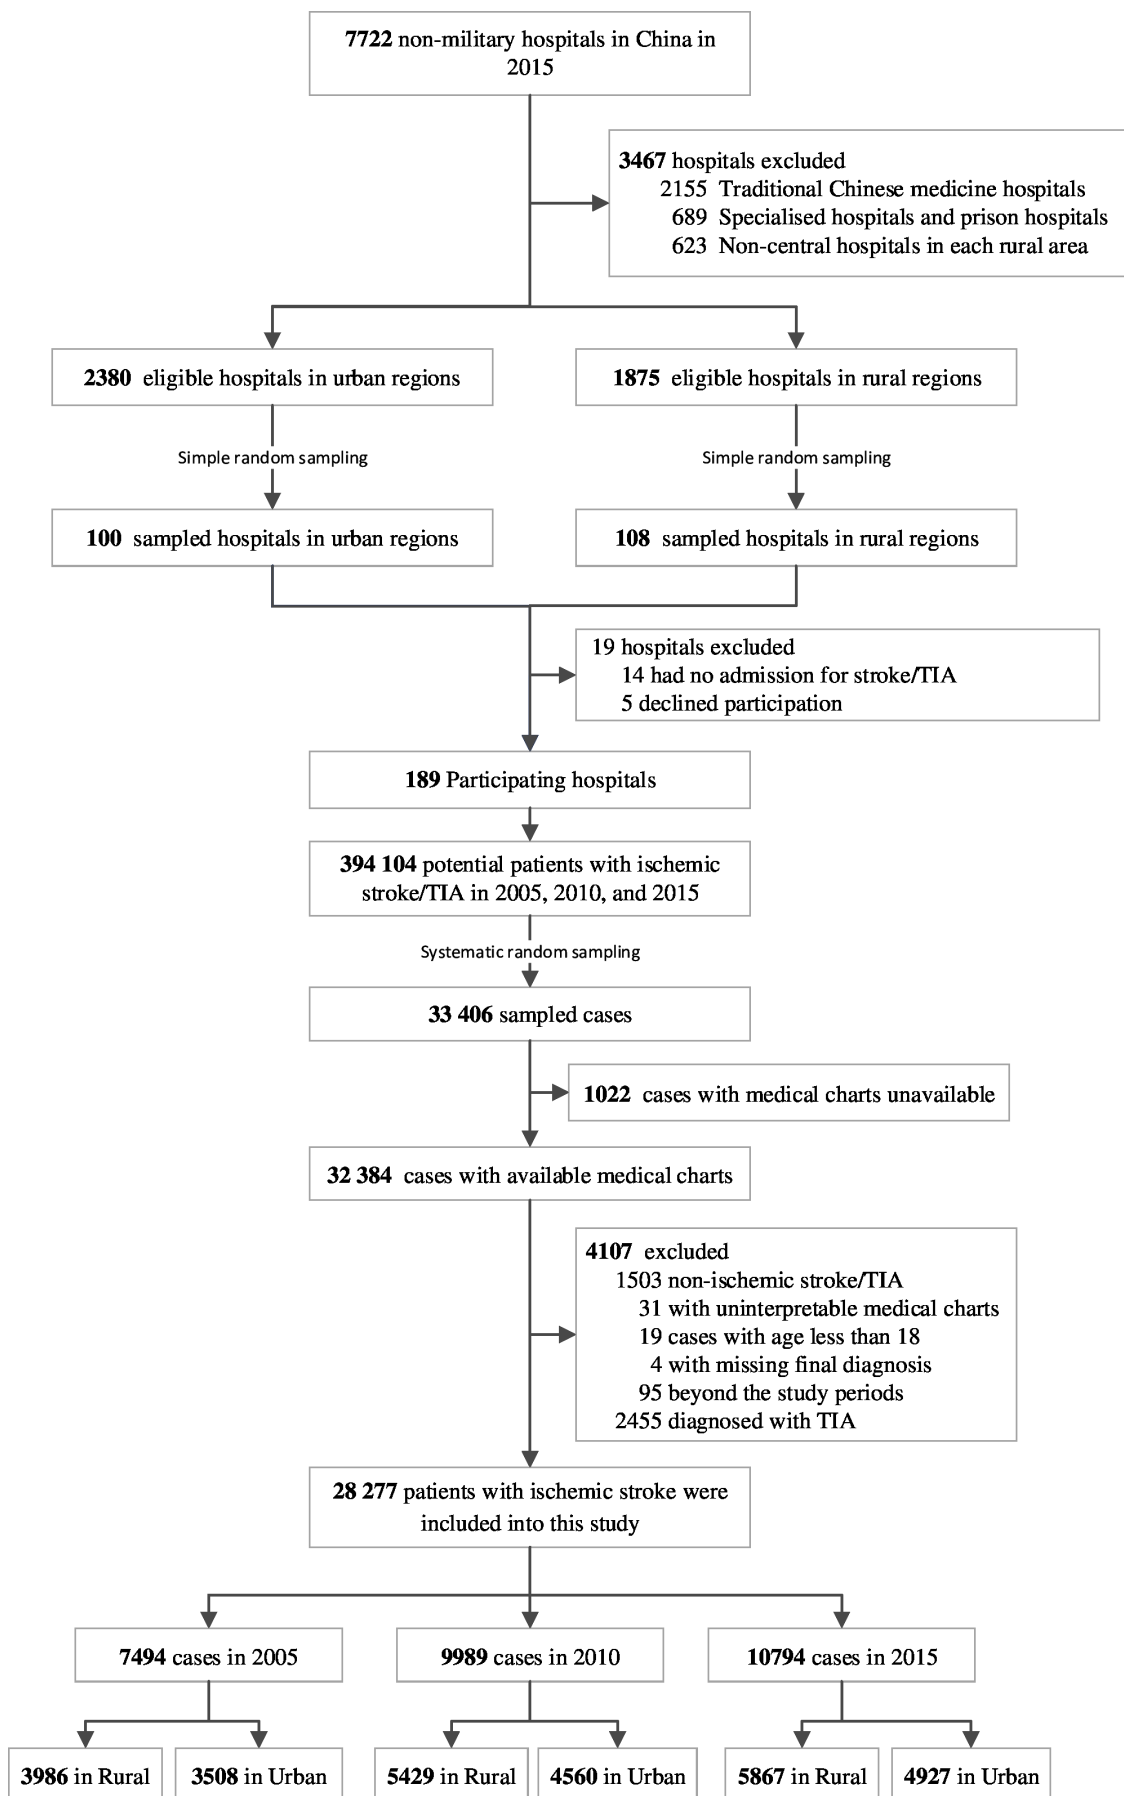 7722 non-military hospitals in China in
2015
3467 hospitals excluded
2155 Traditional Chinese medicine hospitals
689 Specialised hospitals and prison hospitals
623 Non-central hospitals in each rural area
2380 eligible hospitals in urban regions
1875 eligible hospitals in rural regions
Simple random sampling
Simple random sampling
100 sampled hospitals in urban regions
108 sampled hospitals in rural regions
19 hospitals excluded
14 had no admission for stroke/TIA
5 declined participation
189 Participating hospitals
394 104 potential patients with ischemic
stroke/TIA in 2005, 2010, and 2015
Systematic random sampling
33 406 sampled cases
1022 cases with medical charts unavailable
32 384 cases with available medical charts
4107 excluded
1503 non-ischemic stroke/TIA
31 with uninterpretable medical charts
19 cases with age less than 18
4 with missing final diagnosis
95 beyond the study periods
2455 diagnosed with TIA
28 277 patients with ischemic stroke were
included into this study
7494 cases in 2005
9989 cases in 2010
10794 cases in 2015
3986 in Rural
3508 in Urban
5429 in Rural
4560 in Urban
5867 in Rural
4927 in Urban